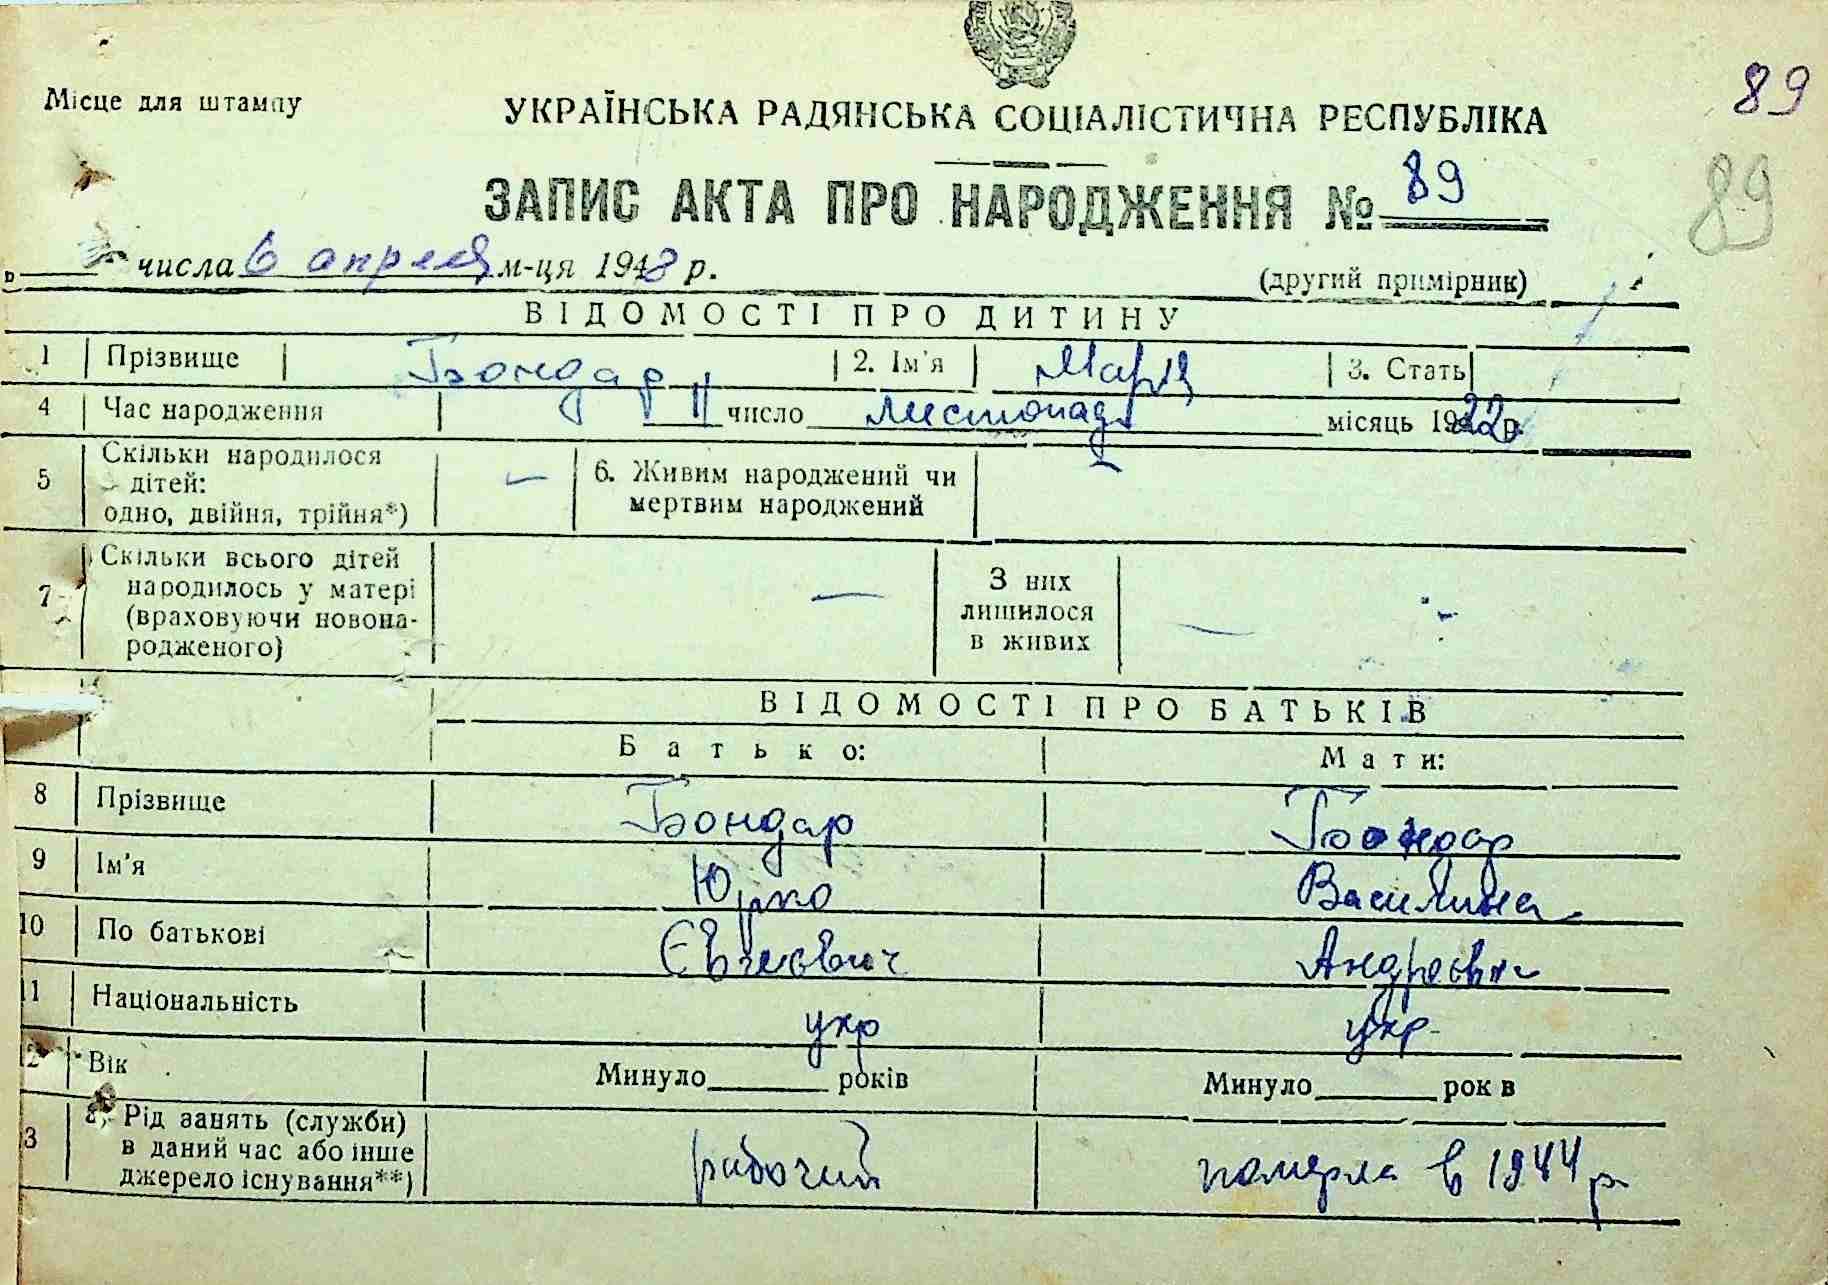 89
Місце для штампу
УКРАЇНСЬКА РАДЯНСЬКА СОЦІАЛІСТИЧНА РЕСПУБЛІКА
ЗАПИС АКТА ПРО НАРОДЖЕННЯ № 89
89
числа 6 апреля м-ця 1948 р.
(другий примірник)
ВІДОМОСТІ ПРО ДИТИНУ
1 Прізвище Бондар 2. Ім'я Марія 3. Стать
4 Час народження 11 число листопада місяць 1922 р.
5 Скільки народилося дітей: одно, двійня, трійня*) — 6. Живим народжений чи мертвим народжений —
7 Скільки всього дітей народилось у матері (враховуючи новонародженого) — З них лишилося в живих —
ВІДОМОСТІ ПРО БАТЬКІВ
Батько: Мати:
8 Прізвище Бондар Бондар
9 Ім'я Юрко Василина
10 По батькові Андреевна
11 Національність укр укр.
12 Вік Минуло років Минуло рок в
13 Рід занять (служби) в даний час або інше джерело існування**) рабочий померла в 1944 р